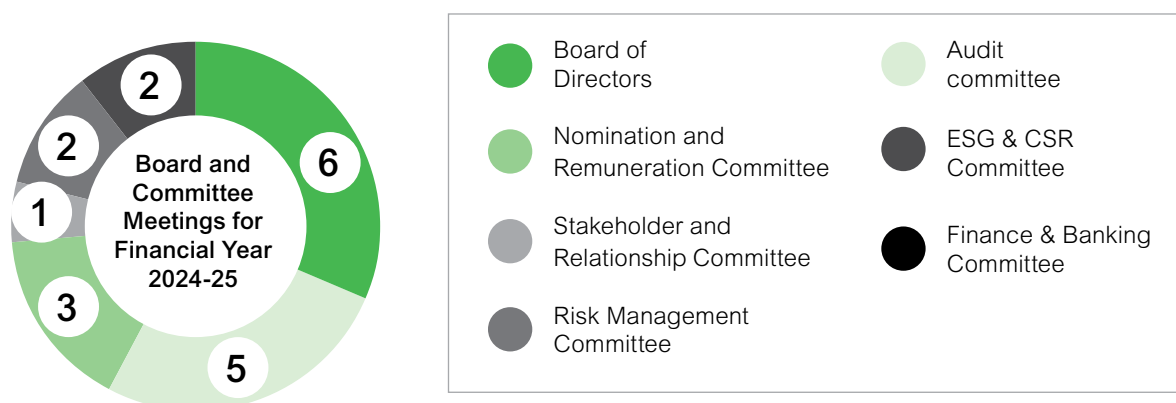 2
6
2
1
3
5
Board and
Committee
Meetings for
Financial Year
2024-25
Board of
Directors
Nomination and
Remuneration Committee
Stakeholder and
Relationship Committee
Risk Management
Committee
Audit
committee
ESG & CSR
Committee
Finance & Banking
Committee